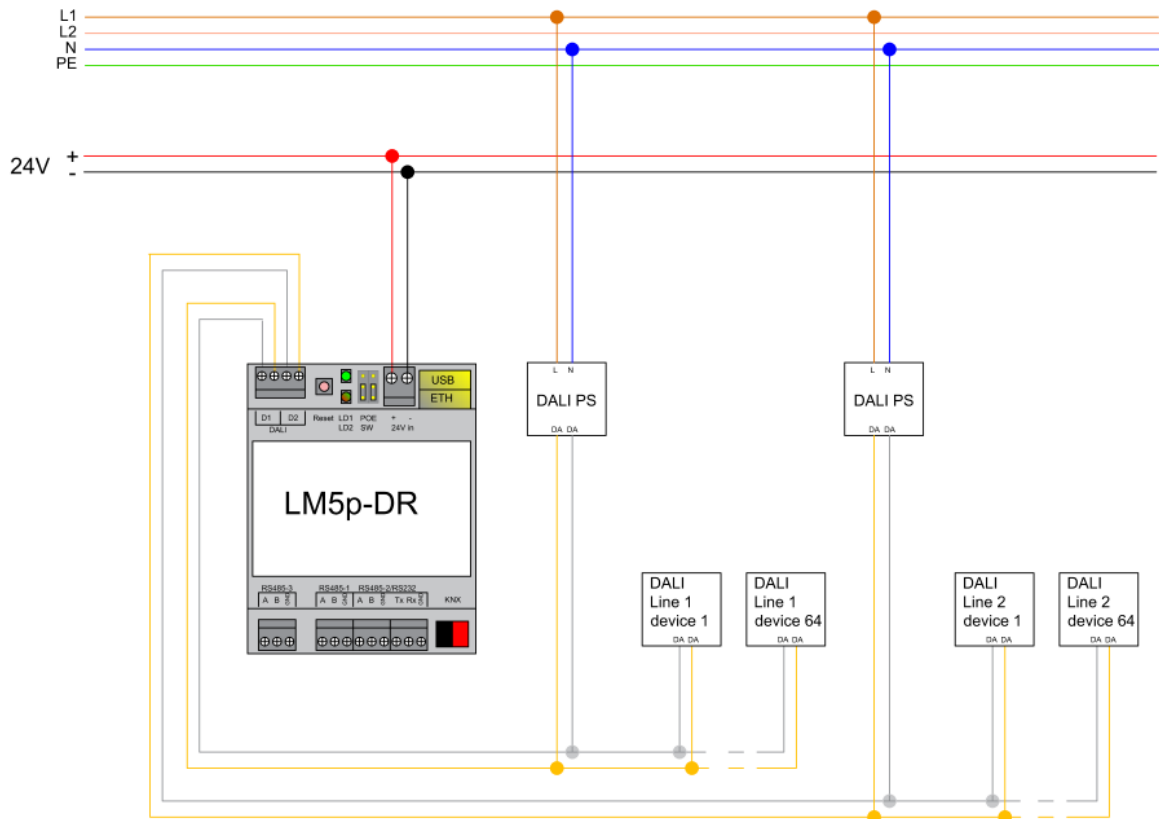 L1
L2
N
PE
24V
+
-
USB
ETH
D1 D2
DALI
Reset LD1 POE + -
LD2 SW 24V in
LM5p-DR
RS485-3 RS485-1 RS485-2/RS232
A B GND A B GND A B GND Tx Rx GND KNX
L N
DALI PS
DA DA
L N
DALI PS
DA DA
DALI
Line 1
device 1
DA DA
DALI
Line 1
device 64
DA DA
DALI
Line 2
device 1
DA DA
DALI
Line 2
device 64
DA DA